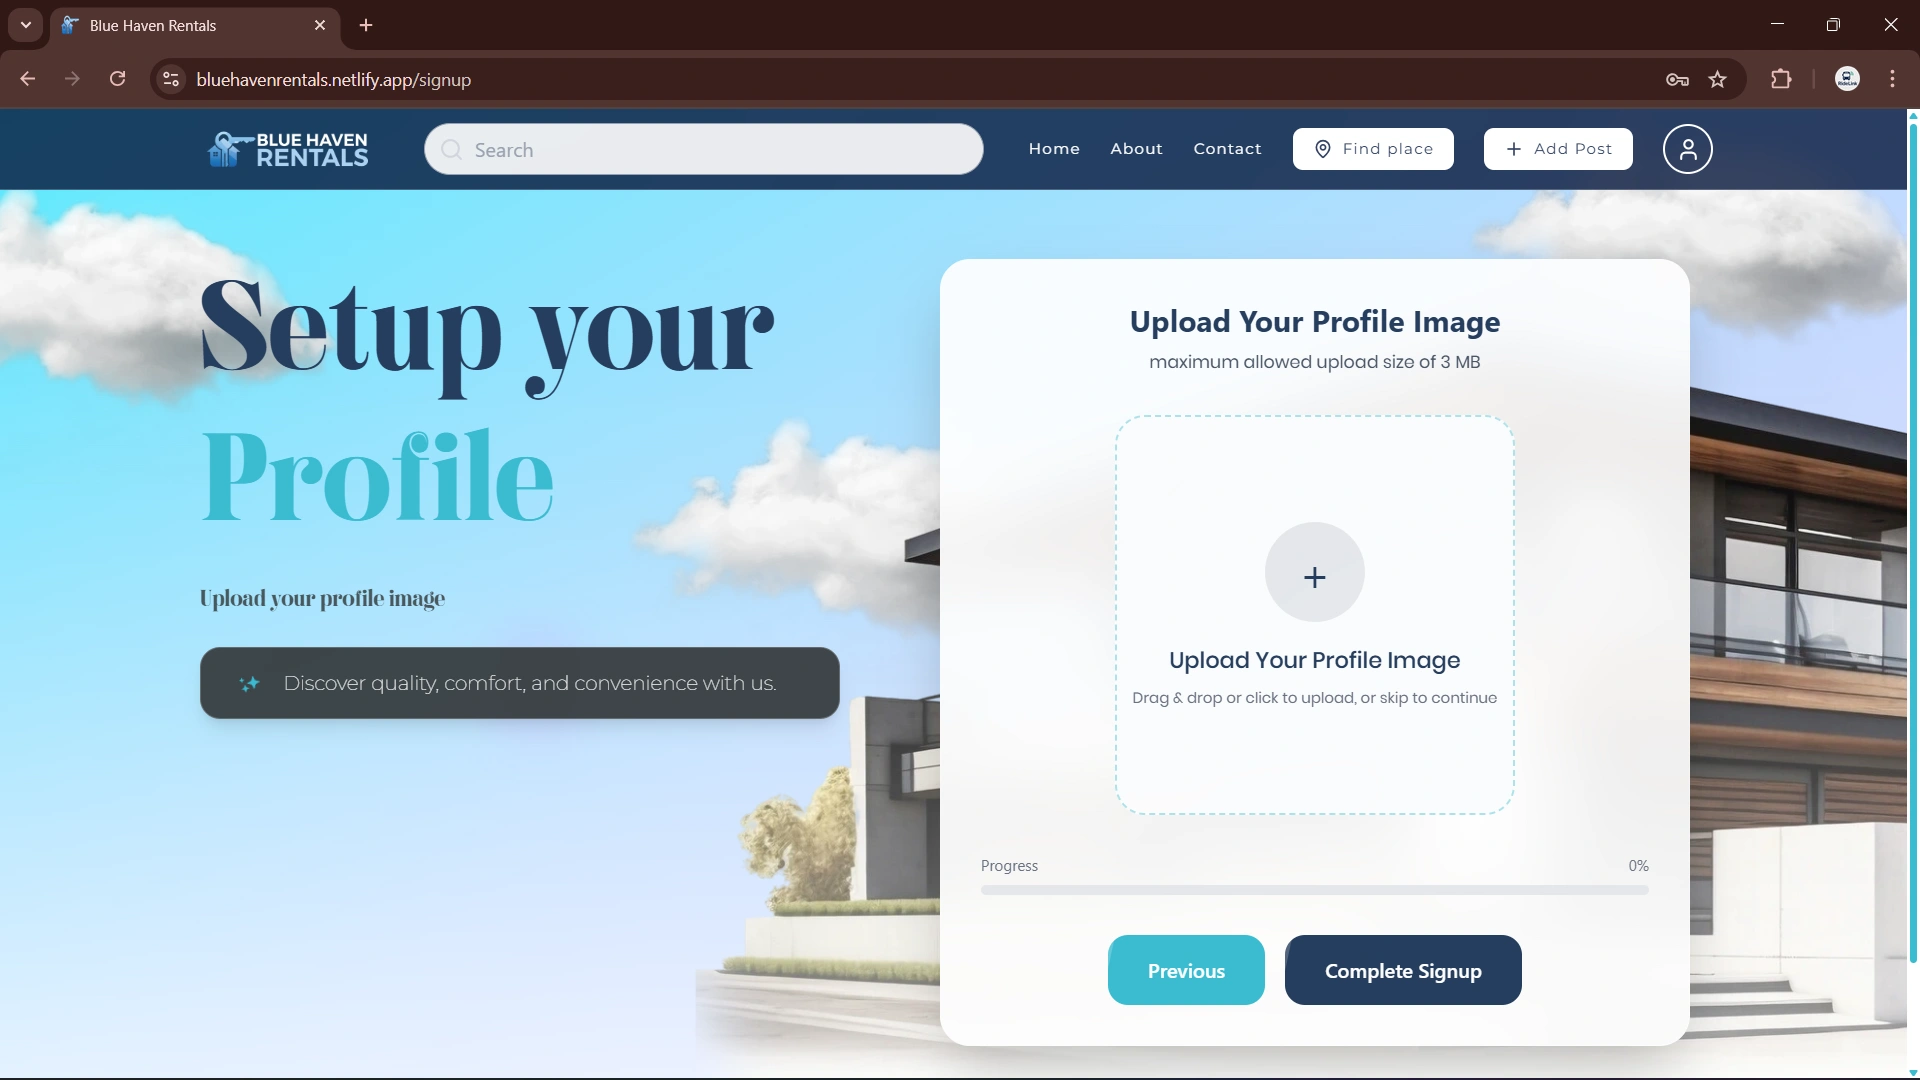 Blue Haven Rentals
bluehavenrentals.netlify.app/signup
BLUE HAVEN
RENTALS
Search
Home
About
Contact
Find place
Add Post
Setup your
Profile
Upload your profile image
Discover quality, comfort, and convenience with us.
Upload Your Profile Image
maximum allowed upload size of 3 MB
Upload Your Profile Image
Drag & drop or click to upload, or skip to continue
Progress
0%
Previous
Complete Signup